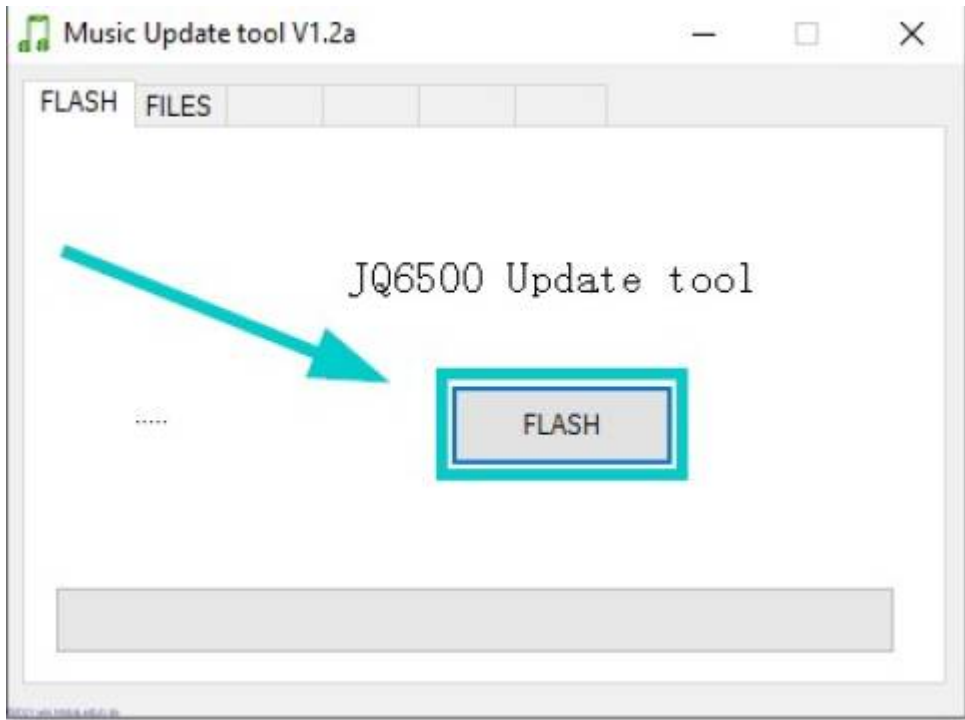 Music Update tool V1.2a
FLASH FILES
JQ6500 Update tool
.....
FLASH